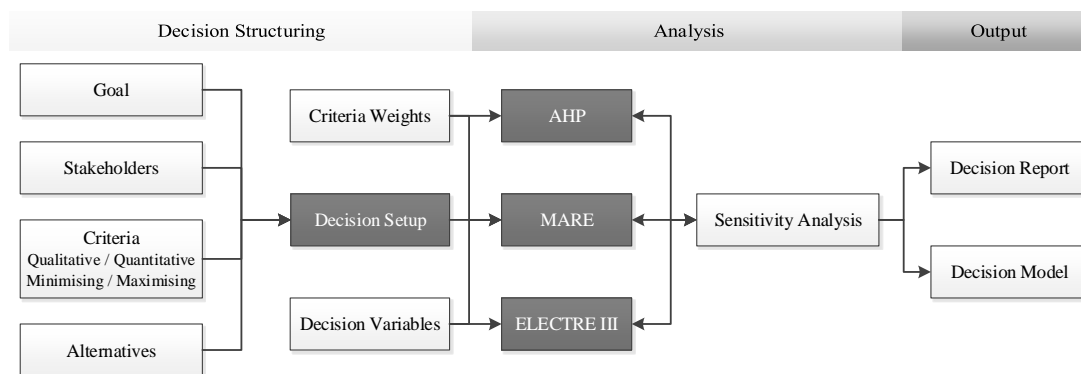 Decision Structuring
Analysis
Output
Goal
Stakeholders
Criteria
Qualitative / Quantitative
Minimising / Maximising
Alternatives
Criteria Weights
Decision Setup
Decision Variables
AHP
MARE
ELECTRE III
Sensitivity Analysis
Decision Report
Decision Model